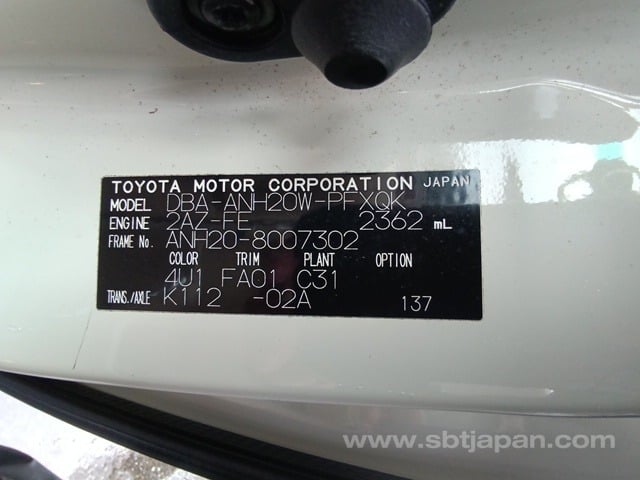 TOYOTA MOTOR CORPORATION JAPAN
MODEL DBA-ANH20W-PFXQK
ENGINE 2AZ-FE 2362 mL
FRAME No. ANH20-8007302
COLOR TRIM PLANT OPTION
4U1 FA01 C31
TRANS./AXLE K112 -02A 137
www.sbtjapan.com